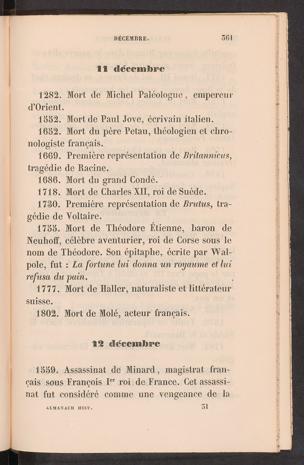 DÉCEMBRE. 561
11 décembre
1282. Mort de Michel Paléologue, empereur
d'Orient.
1552. Mort de Paul Jove, écrivain italien.
1652. Mort du père Petau, théologien et chro-
nologiste français.
1669. Première représentation de Britannicus,
tragédie de Racine.
1686. Mort du grand Condé.
1718. Mort de Charles XII, roi de Suède.
1730. Première représentation de Brutus, tra-
gédie de Voltaire.
1755. Mort de Théodore Étienne, baron de
Neuhoff, célèbre aventurier, roi de Corse sous le
nom de Théodore. Son épitaphe, écrite par Wal-
pole, fut : La fortune lui donna un royaume et lui
refusa du pain.
1777. Mort de Haller, naturaliste et littérateur
suisse.
1802. Mort de Molé, acteur français.
12 décembre
1559. Assassinat de Minard, magistrat fran-
çais sous François Ier roi de France. Cet assassi-
nat fut considéré comme une vengeance de la
ALMANACH HIST. 31